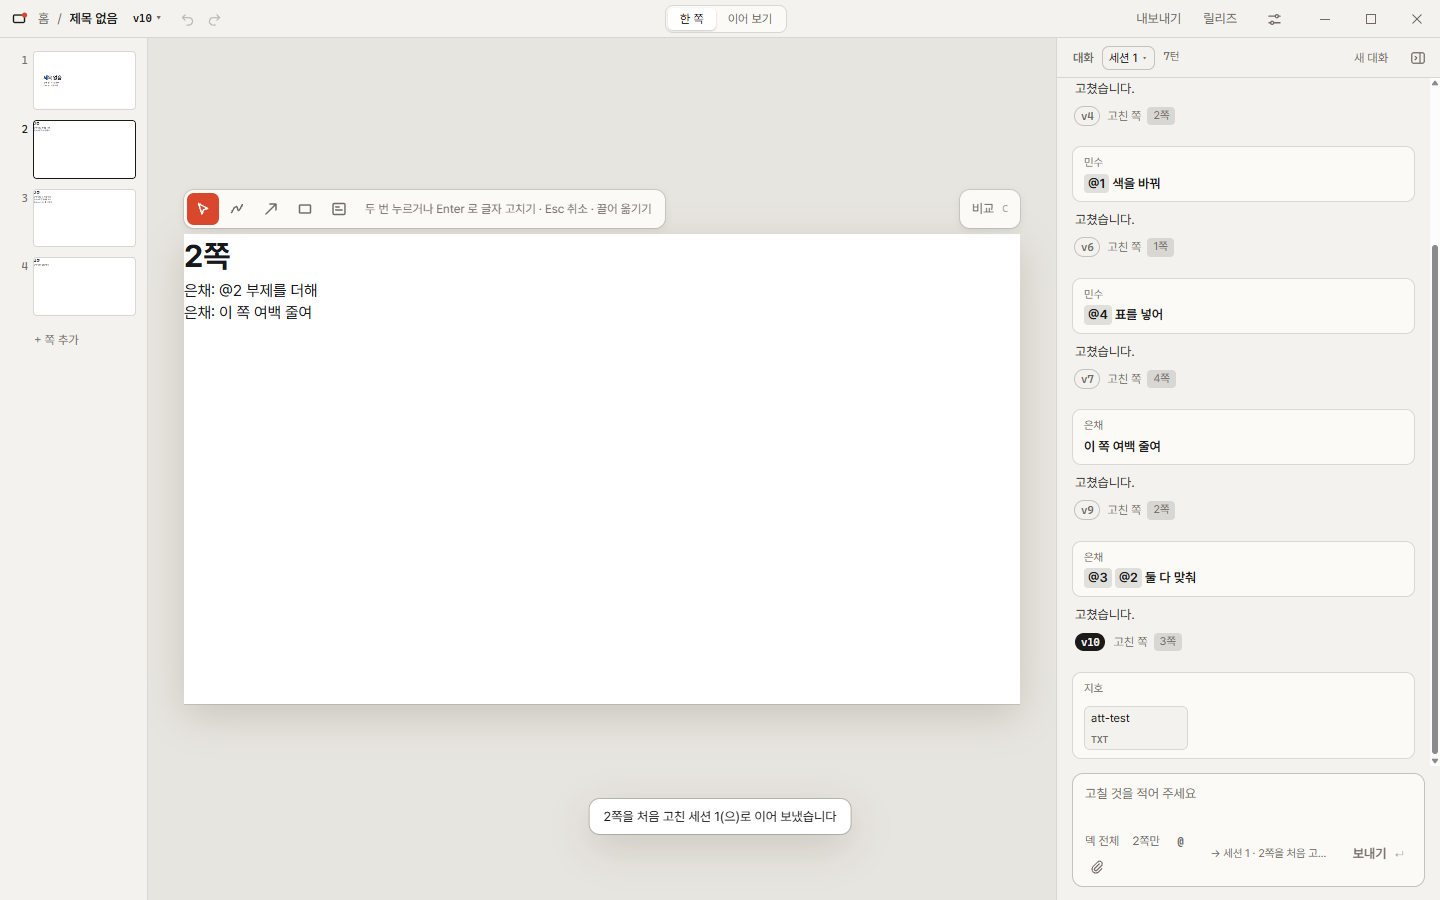 홈 / 제목 없음 v10
한 쪽 이어 보기
내보내기 릴리즈
1
제목 없음
2
3
4
+ 쪽 추가
두 번 누르거나 Enter 로 글자 고치기 · Esc 취소 · 끌어 옮기기
비교 C
2쪽
은채: @2 부제를 더해
은채: 이 쪽 여백 줄여
2쪽을 처음 고친 세션 1(으)로 이어 보냈습니다
대화 세션 1 7턴 새 대화
고쳤습니다.
v4 고친 쪽 2쪽
민수
@1 색을 바꿔
고쳤습니다.
v6 고친 쪽 1쪽
민수
@4 표를 넣어
고쳤습니다.
v7 고친 쪽 4쪽
은채
이 쪽 여백 줄여
고쳤습니다.
v9 고친 쪽 2쪽
은채
@3 @2 둘 다 맞춰
고쳤습니다.
v10 고친 쪽 3쪽
지호
att-test
TXT
고칠 것을 적어 주세요
덱 전체 2쪽만 @
→ 세션 1 · 2쪽을 처음 고... 보내기 ↵